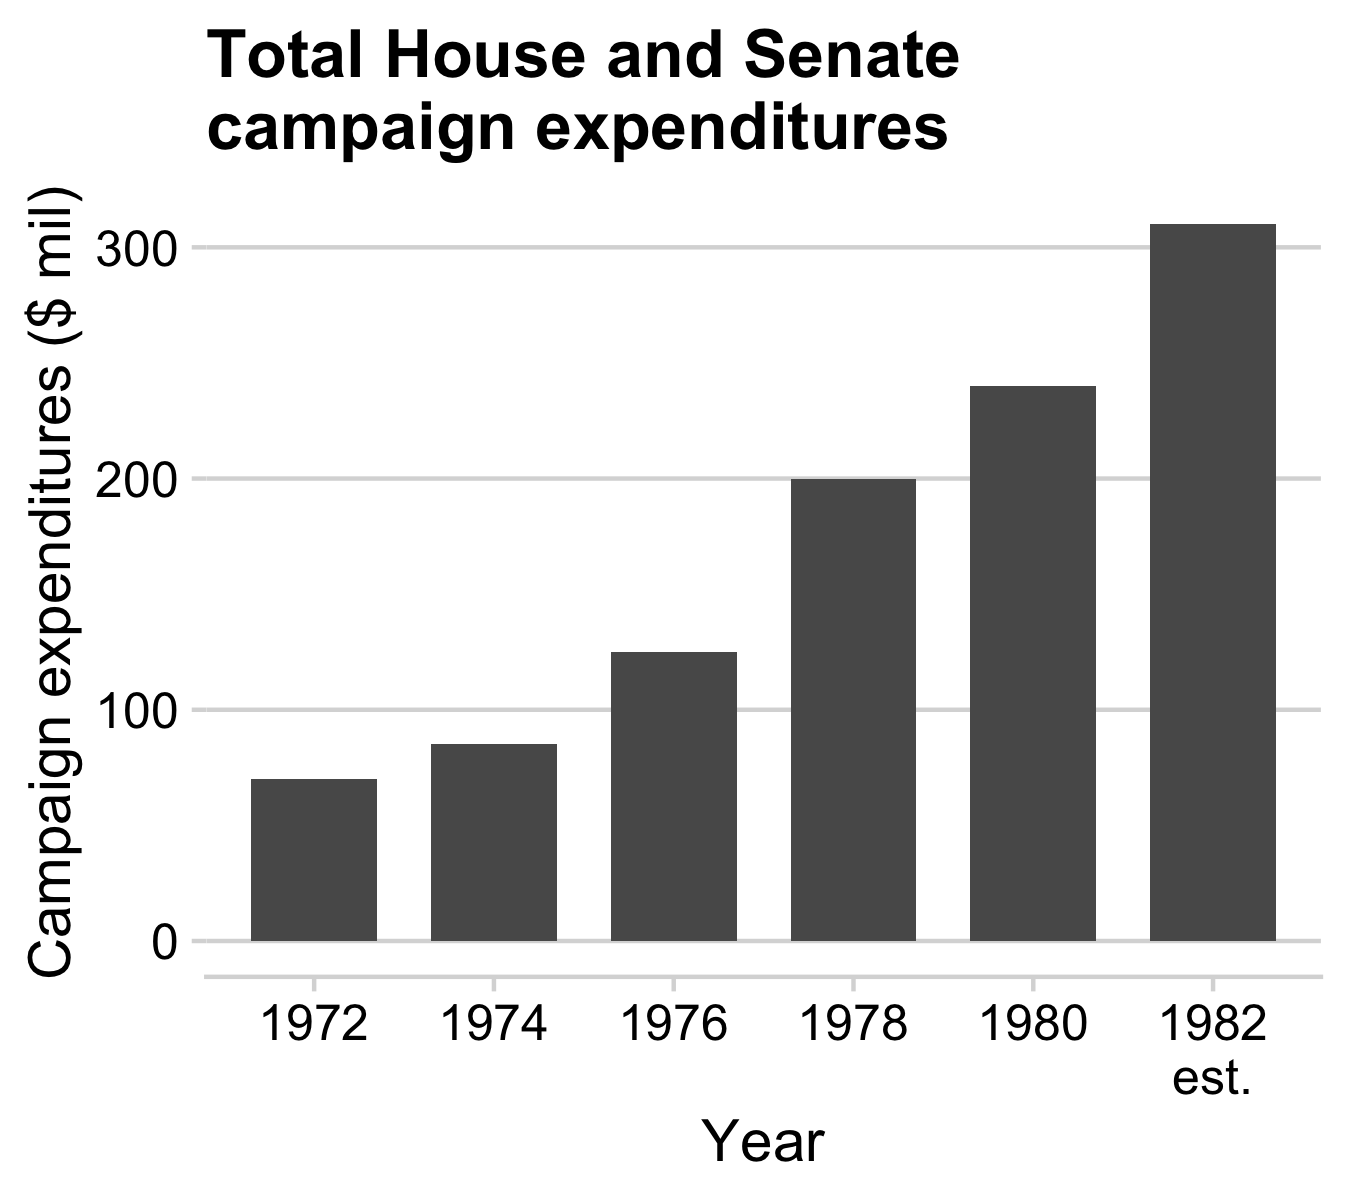 Total House and Senate
campaign expenditures
Campaign expenditures ($ mil)
300
200
100
0
1972
1974
1976
1978
1980
1982
est.
Year